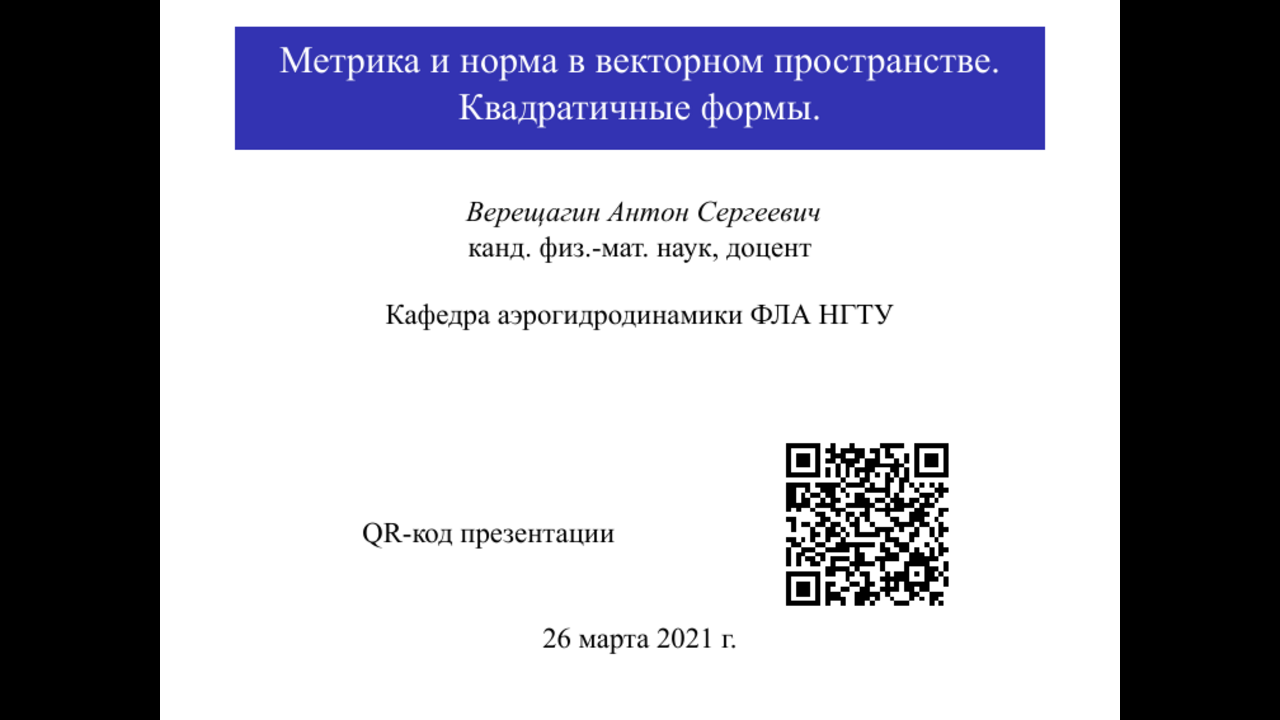 Метрика и норма в векторном пространстве.
Квадратичные формы.
Верещагин Антон Сергеевич
канд. физ.-мат. наук, доцент
Кафедра аэрогидродинамики ФЛА НГТУ
QR-код презентации
26 марта 2021 г.